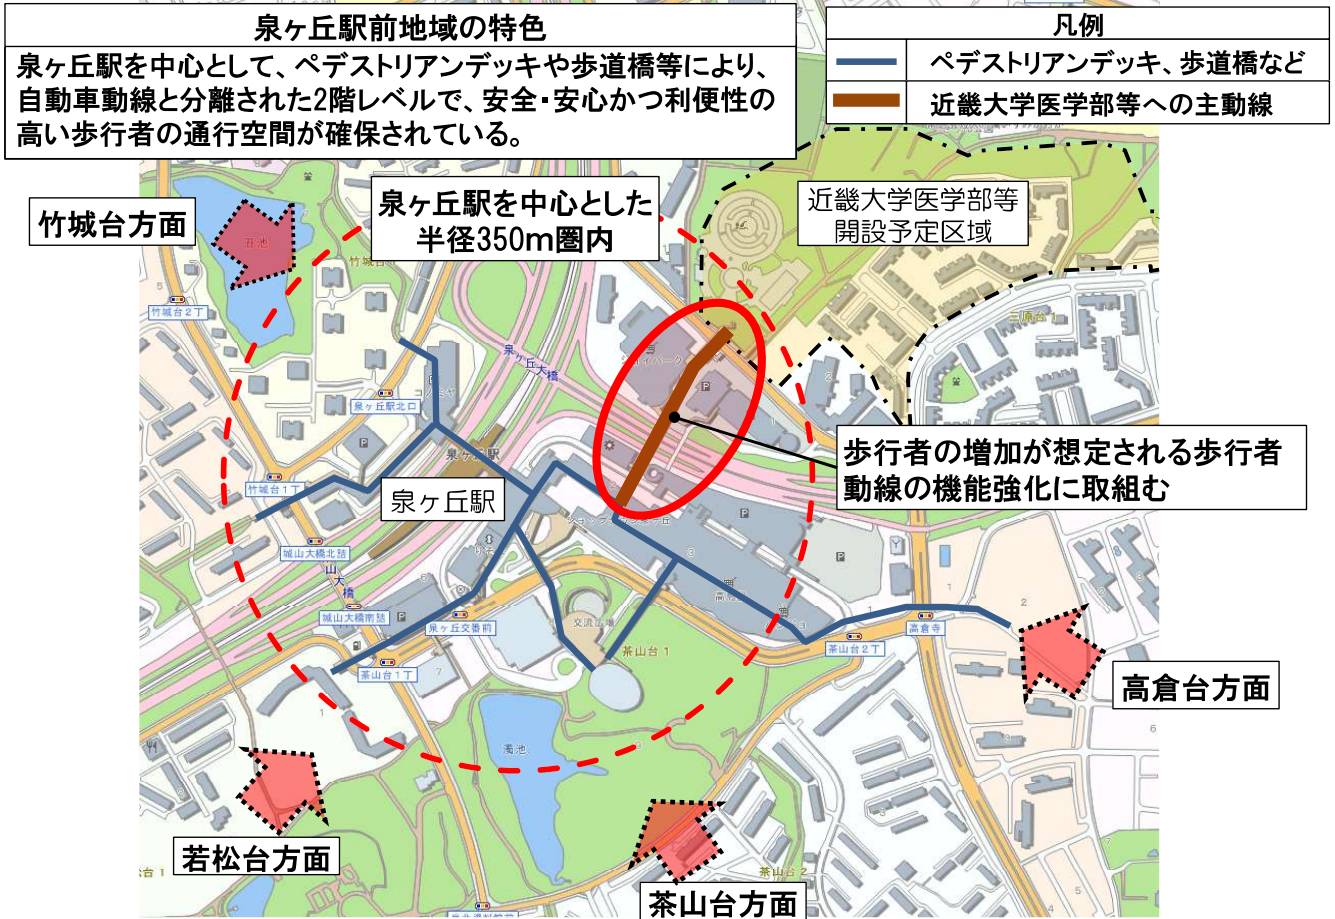 泉ヶ丘駅前地域の特色
泉ヶ丘駅を中心として、ペデストリアンデッキや歩道橋等により、
自動車動線と分離された2階レベルで、安全・安心かつ利便性の
高い歩行者の通行空間が確保されている。
凡例
ペデストリアンデッキ、歩道橋など
近畿大学医学部等への主動線
竹城台方面
泉ヶ丘駅を中心とした
半径350m圏内
近畿大学医学部等
開設予定区域
竹城台2丁
三原台1
泉ヶ丘大橋
泉ヶ丘駅北口
泉ヶ丘駅
泉ヶ丘駅
竹城台1丁
歩行者の増加が想定される歩行者
動線の機能強化に取組む
城山大橋北詰
城山大橋南詰
泉ヶ丘交番前
茶山台1丁
交流広場
茶山台1
茶山台2丁
高倉寺
高倉台方面
濁池
若松台方面
茶山台2
茶山台方面